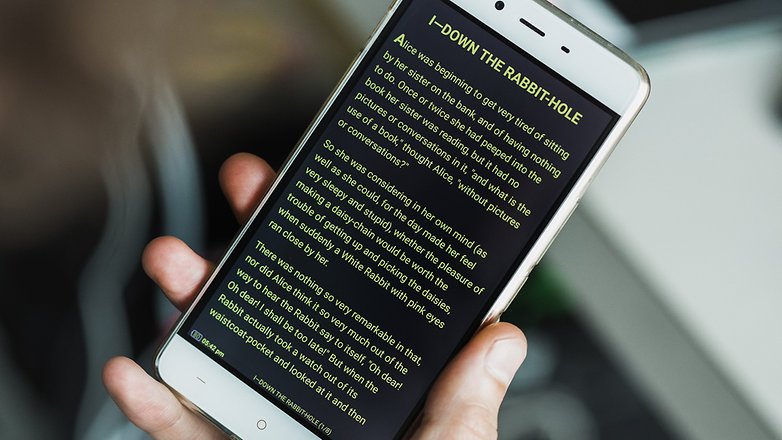 I—DOWN THE RABBIT-HOLE
Alice was beginning to get very tired of sitting
by her sister on the bank, and of having nothing
to do. Once or twice she had peeped into the
book her sister was reading, but it had no
pictures or conversations in it, "and what is the
use of a book," thought Alice, "without pictures
or conversations?"
So she was considering in her own mind (as
well as she could, for the day made her feel
very sleepy and stupid), whether the pleasure of
making a daisy-chain would be worth the
trouble of getting up and picking the daisies,
when suddenly a White Rabbit with pink eyes
ran close by her.
There was nothing so very remarkable in that
nor did Alice think it so very much out of the
way to hear the Rabbit say to itself, "Oh dear!
Oh dear! I shall be too late!" But when the
Rabbit actually took a watch out of its
waistcoat-pocket and looked at it and then
05:42 pm
I—DOWN THE RABBIT-HOLE (1/8)